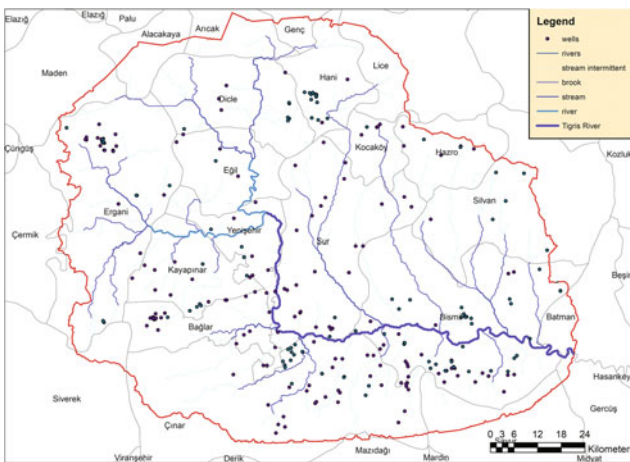 Elazığ
Elazığ
Palu
Alacakaya
Arıcak
Genç
Maden
Lice
Hani
Dicle
Çüngüş
Kocaköy
Hazro
Kozluk
Eğil
Silvan
Ergani
Çermik
Yenişehir
Sur
Kayapınar
Beşiri
Bismil
Batman
Bağlar
Hasankeyf
Siverek
Gercüş
Çınar
Viranşehir
Derik
Mazıdağı
Mardin
Midyat
Legend
wells
rivers
stream intermittent
brook
stream
river
Tigris River
0 3 6 12 18 24
Kilometer